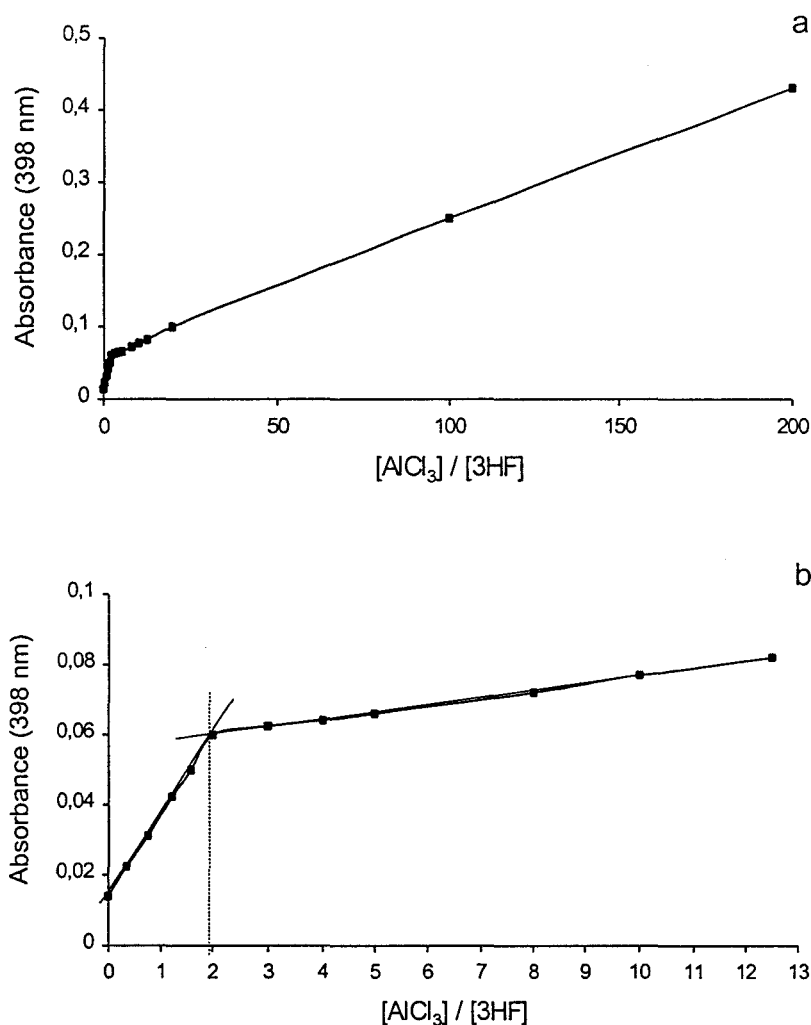 a
0,5
0,4
0,3
0,2
0,1
0
Absorbance (398 nm)
0 50 100 150 200
[AlCl₃] / [3HF]
b
0,1
0,08
0,06
0,04
0,02
0
Absorbance (398 nm)
0 1 2 3 4 5 6 7 8 9 10 11 12 13
[AlCl₃] / [3HF]